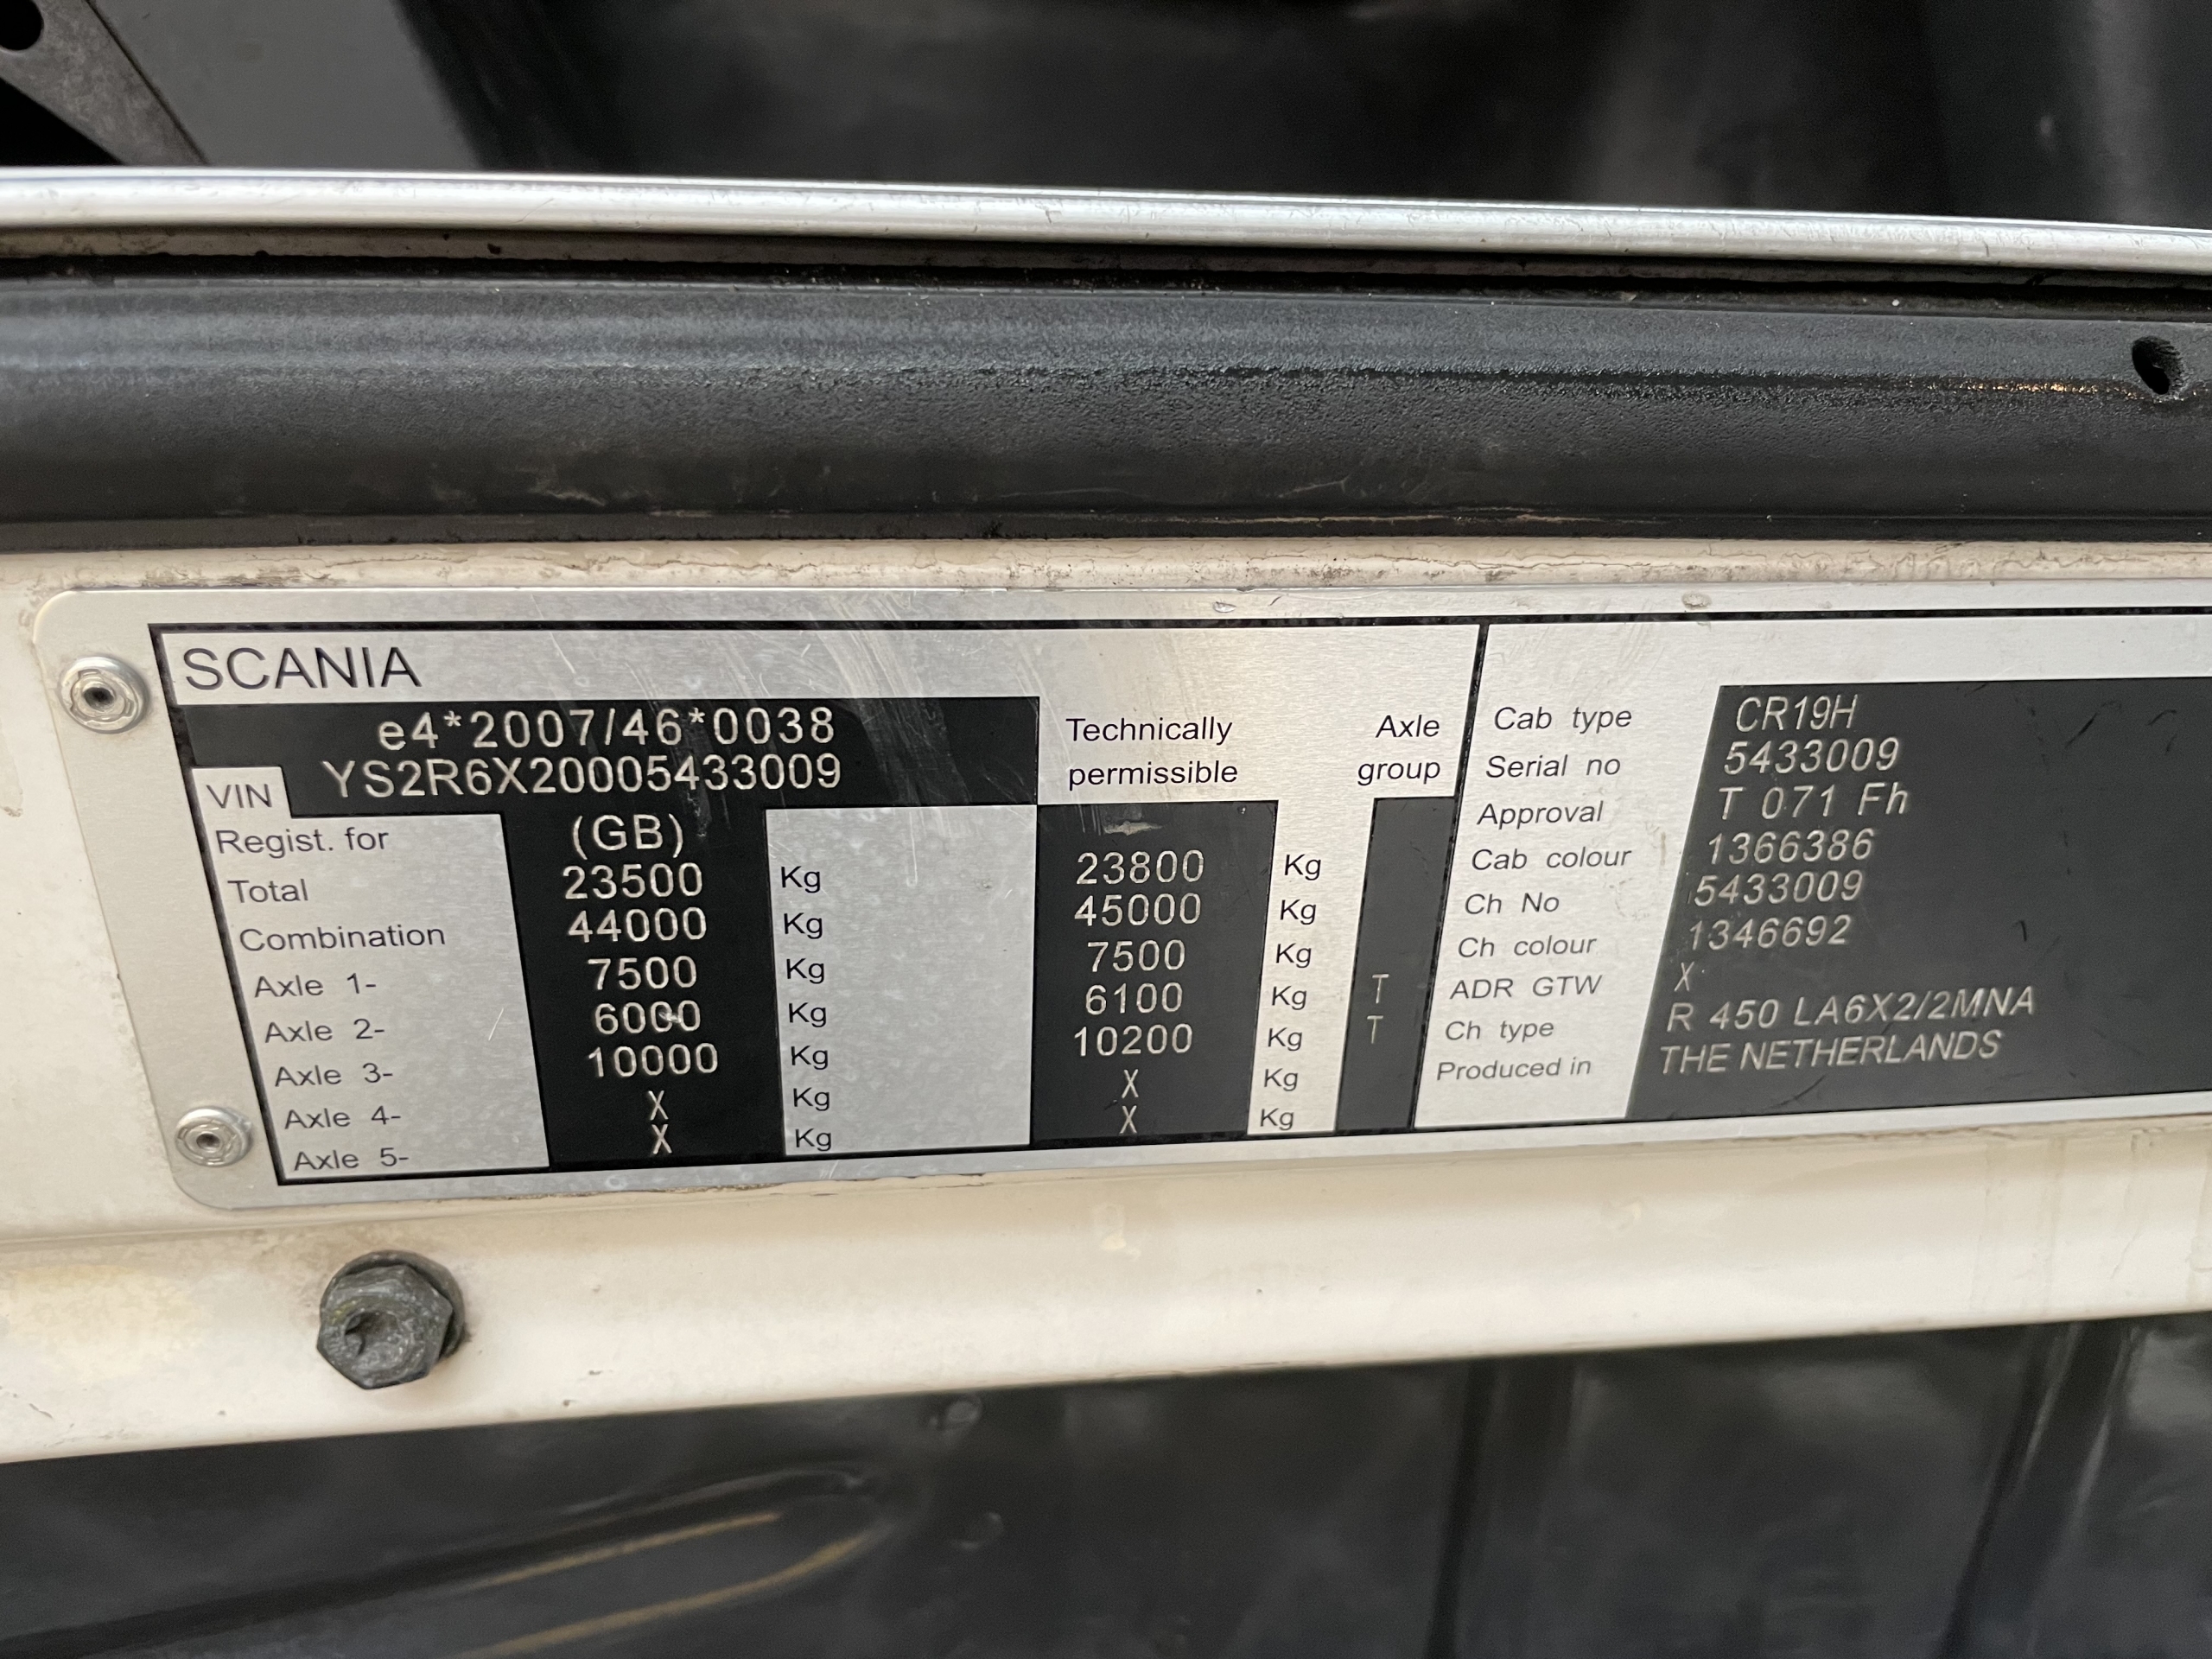 SCANIA
e4*2007/46*0038
VIN YS2R6X20005433009
Technically permissible
Axle group
Regist. for (GB)
Total 23500 Kg 23800 Kg
Combination 44000 Kg 45000 Kg
Axle 1- 7500 Kg 7500 Kg
Axle 2- 6000 Kg 6100 Kg T
Axle 3- 10000 Kg 10200 Kg T
Axle 4- X Kg X Kg
Axle 5- X Kg X Kg
Cab type CR19H
Serial no 5433009
Approval T 071 Fh
Cab colour 1366386
Ch No 5433009
Ch colour 1346692
ADR GTW X
Ch type R 450 LA6X2/2MNA
Produced in THE NETHERLANDS